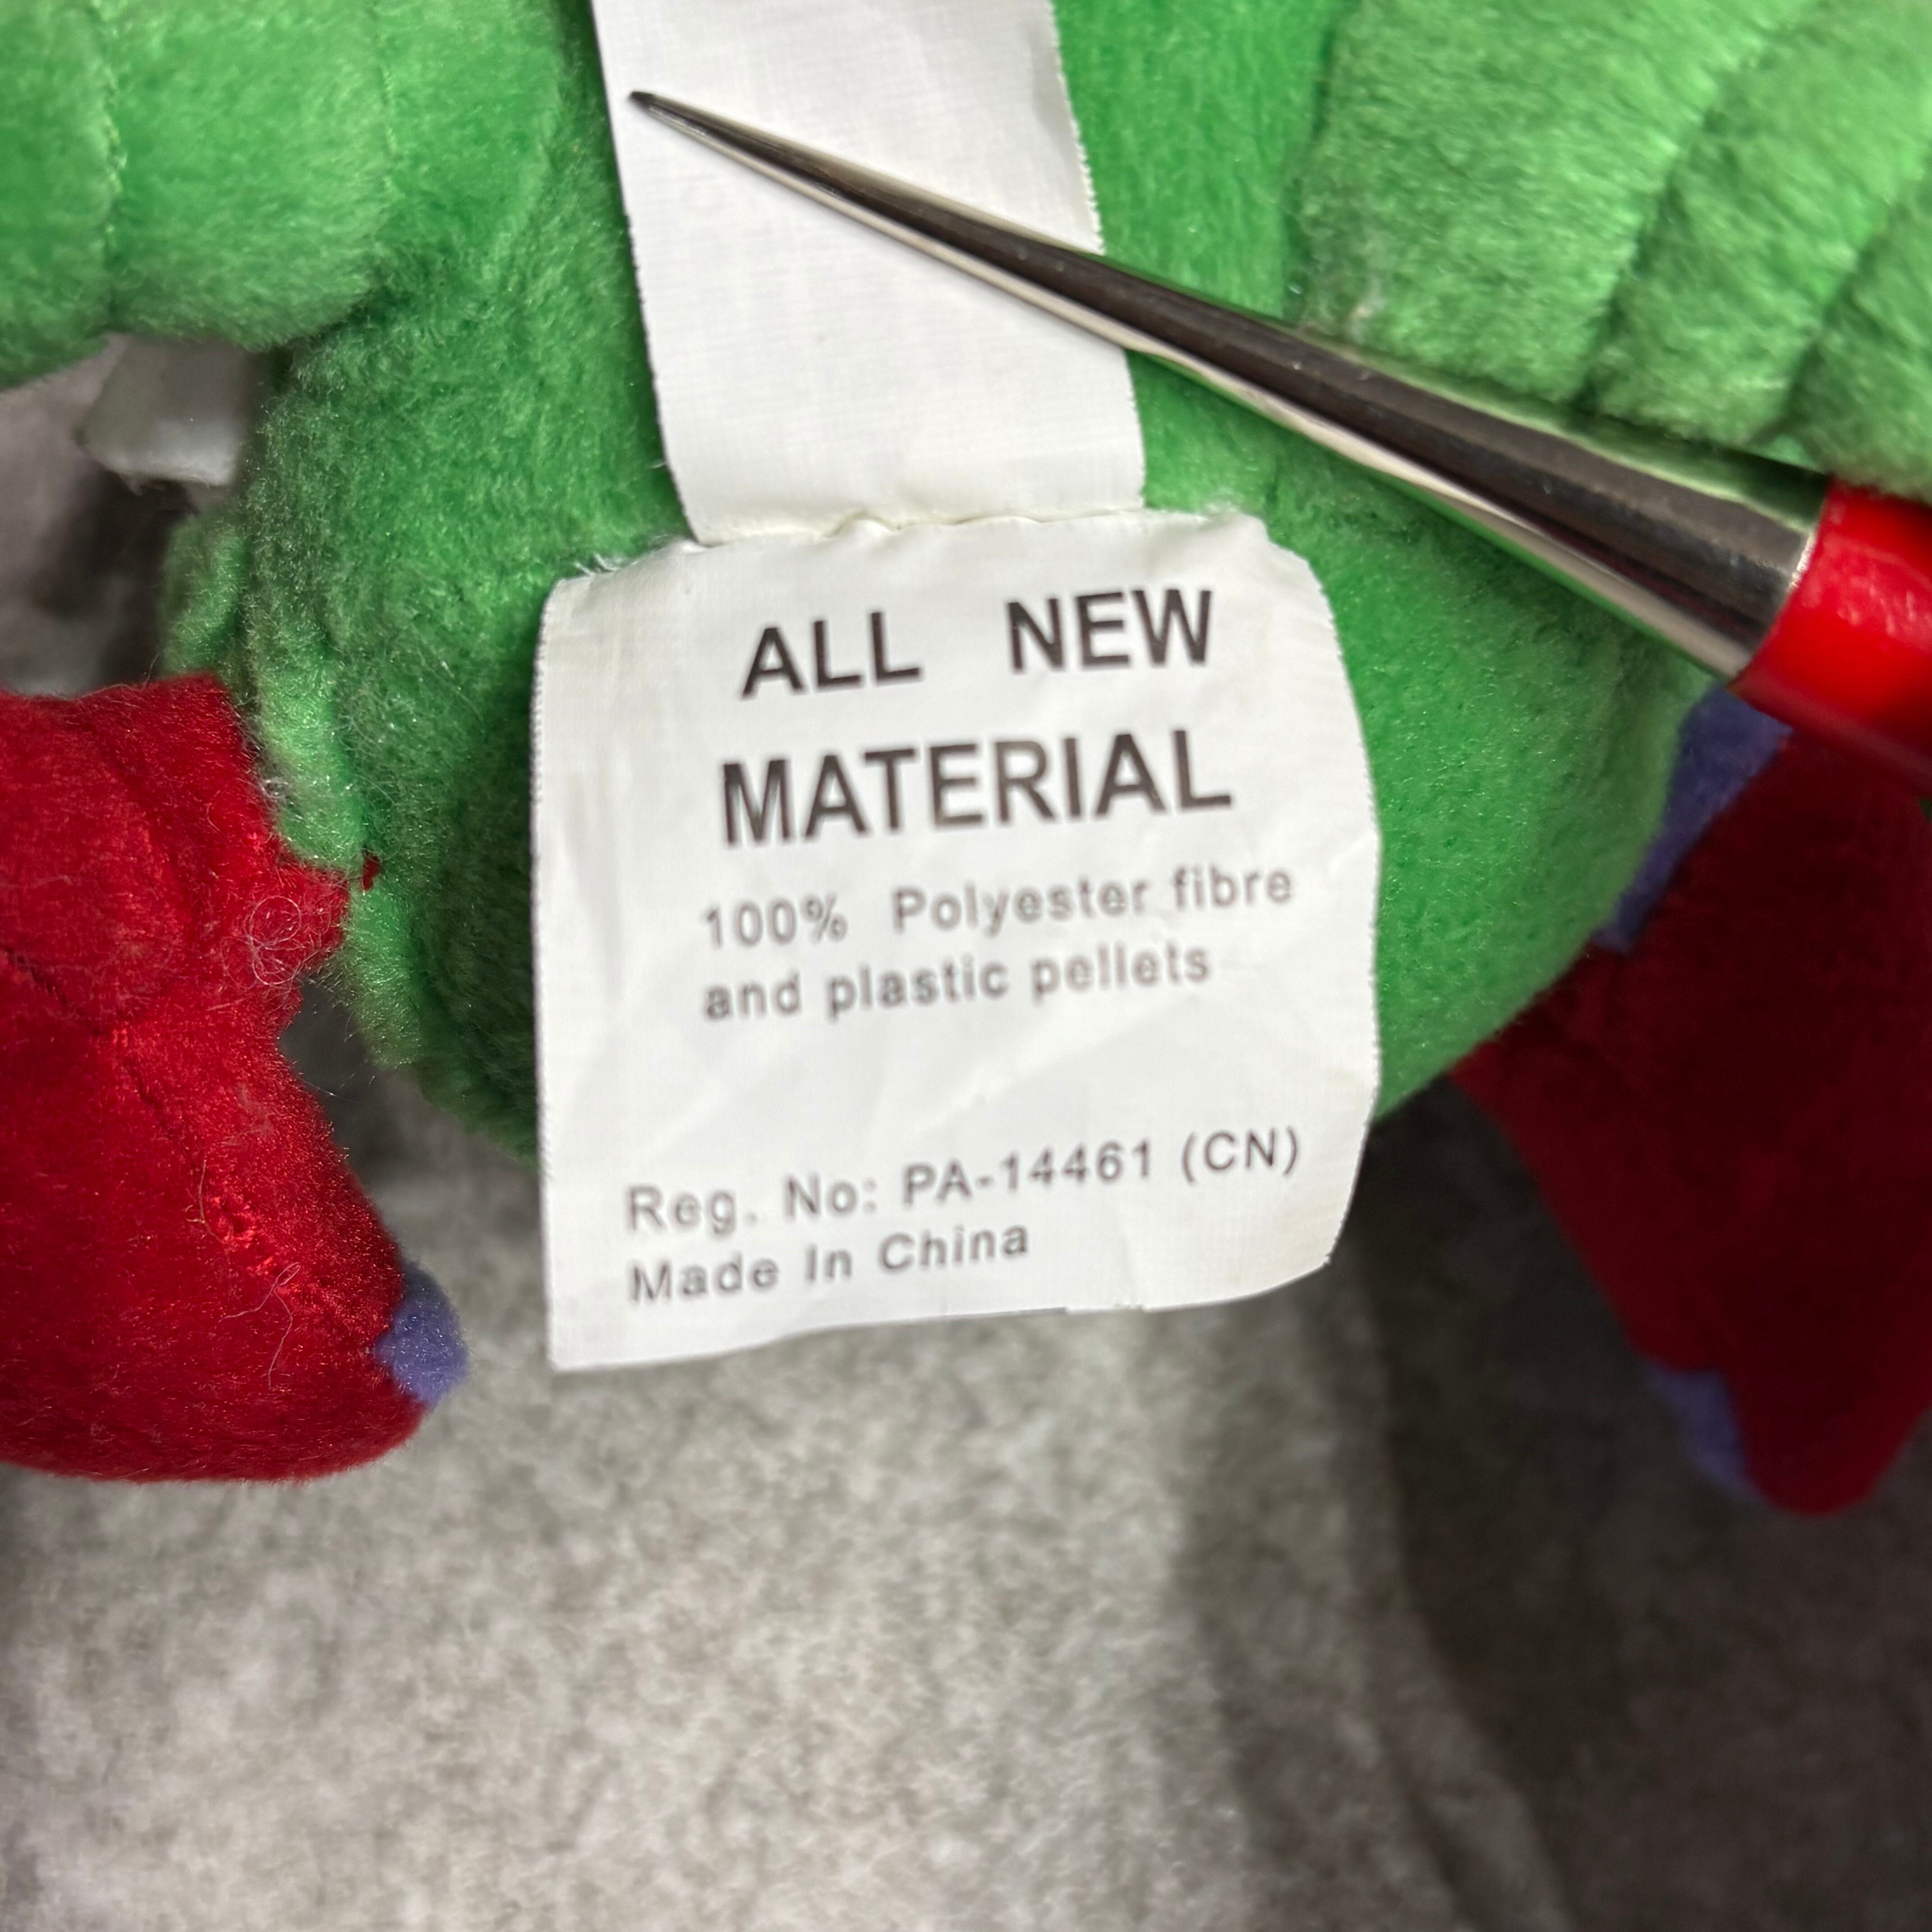 ALL NEW
MATERIAL
100% Polyester fibre
and plastic pellets
Reg. No: PA-14461 (CN)
Made In China